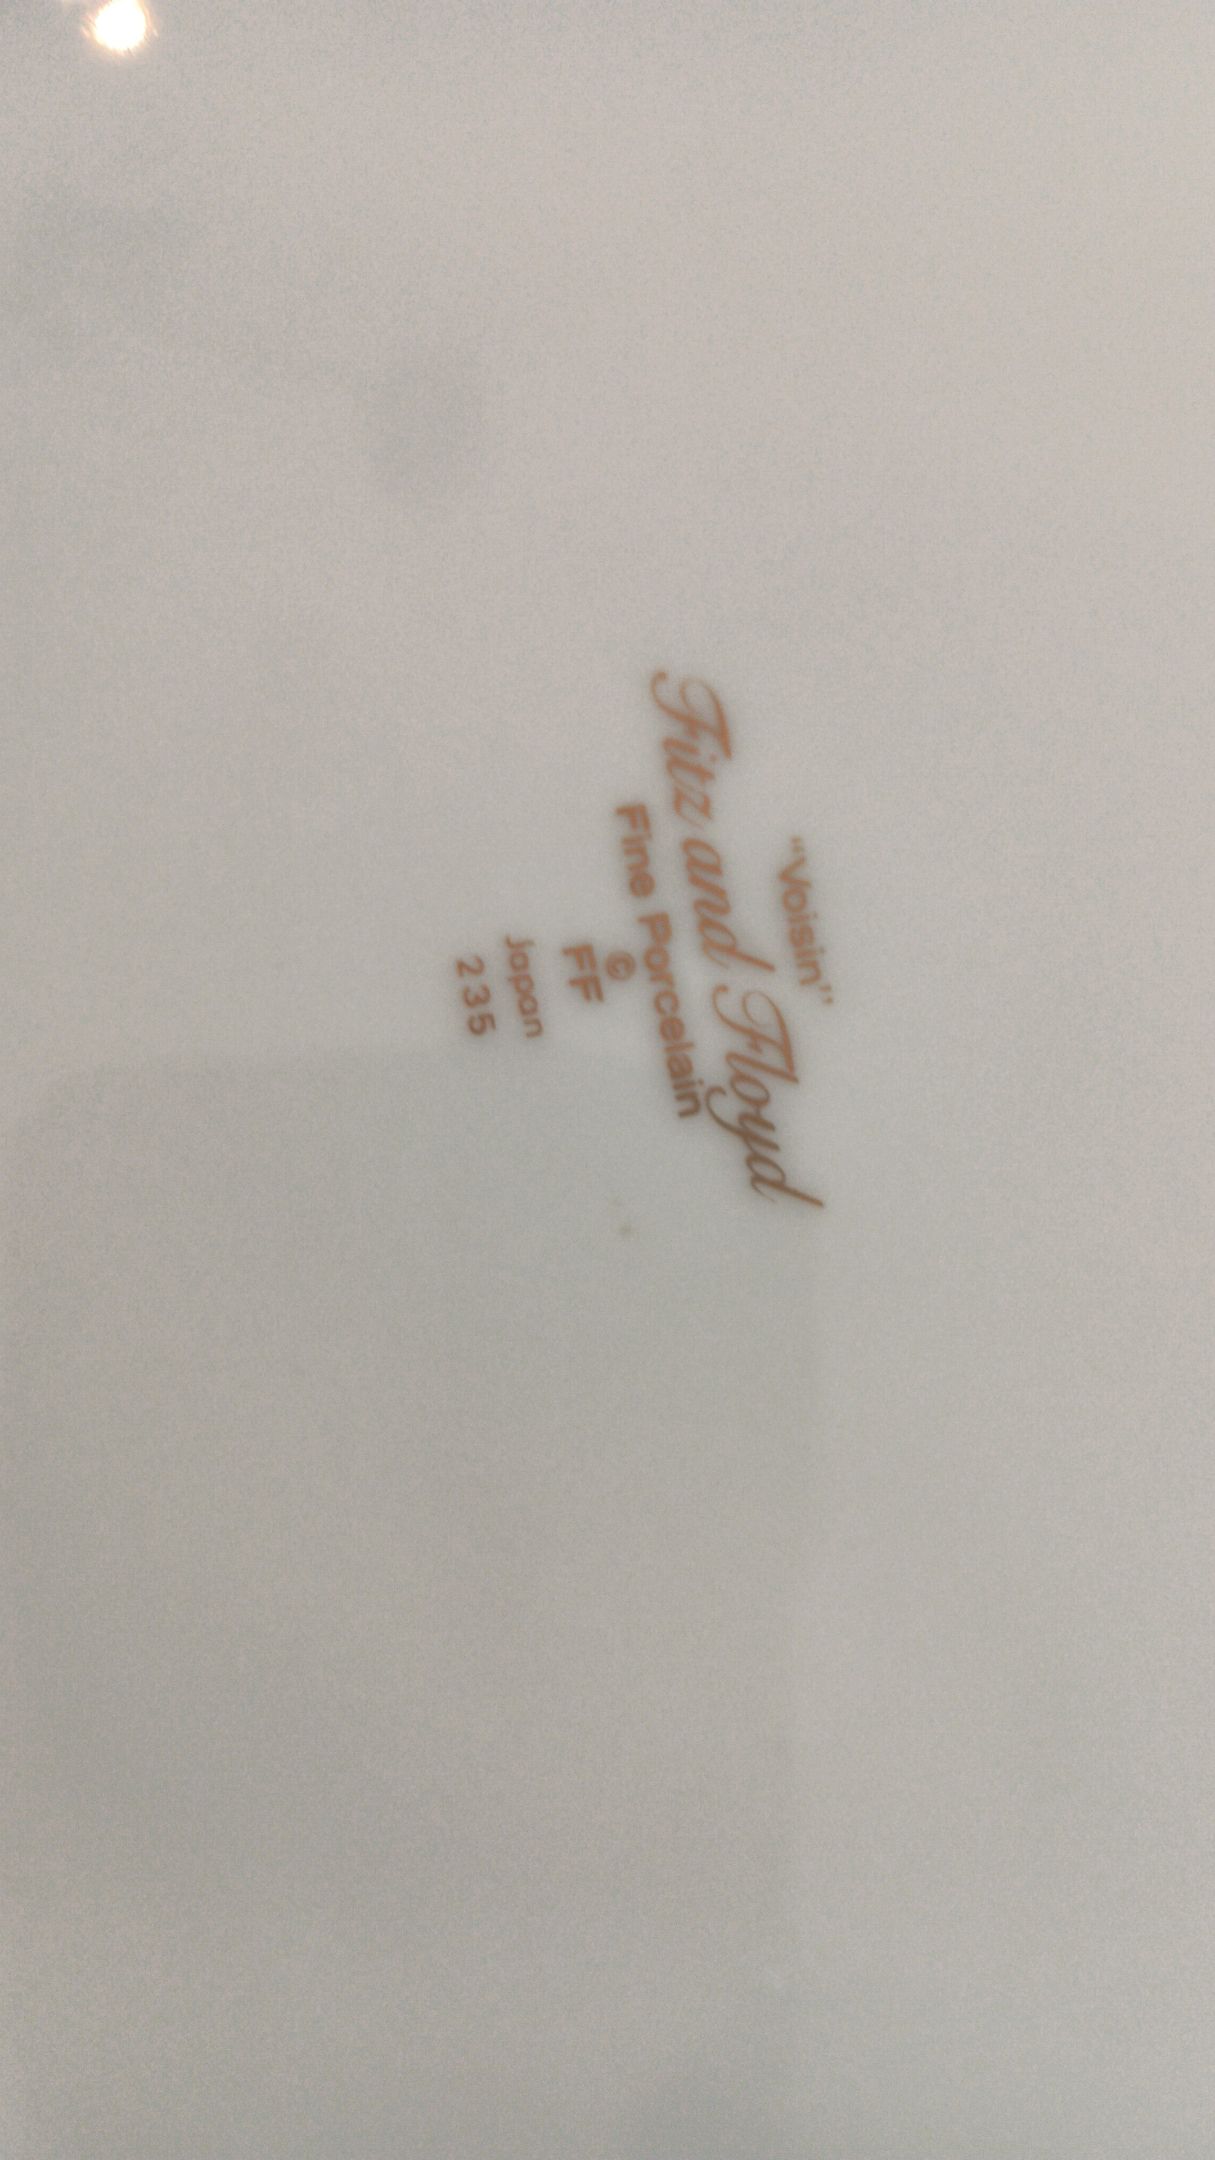 "Voisin"
Fitz and Floyd
Fine Porcelain
©
FF
Japan
235